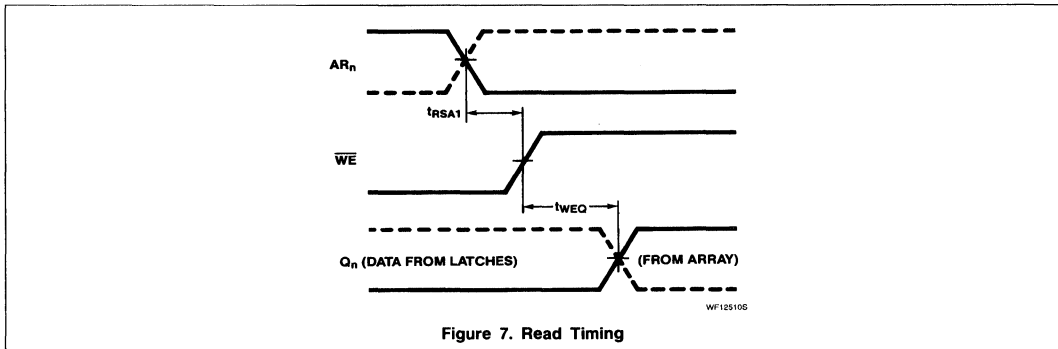 ARn
tRSA1
WE
tWEQ
Qn (DATA FROM LATCHES) (FROM ARRAY)
WF12510S
Figure 7. Read Timing